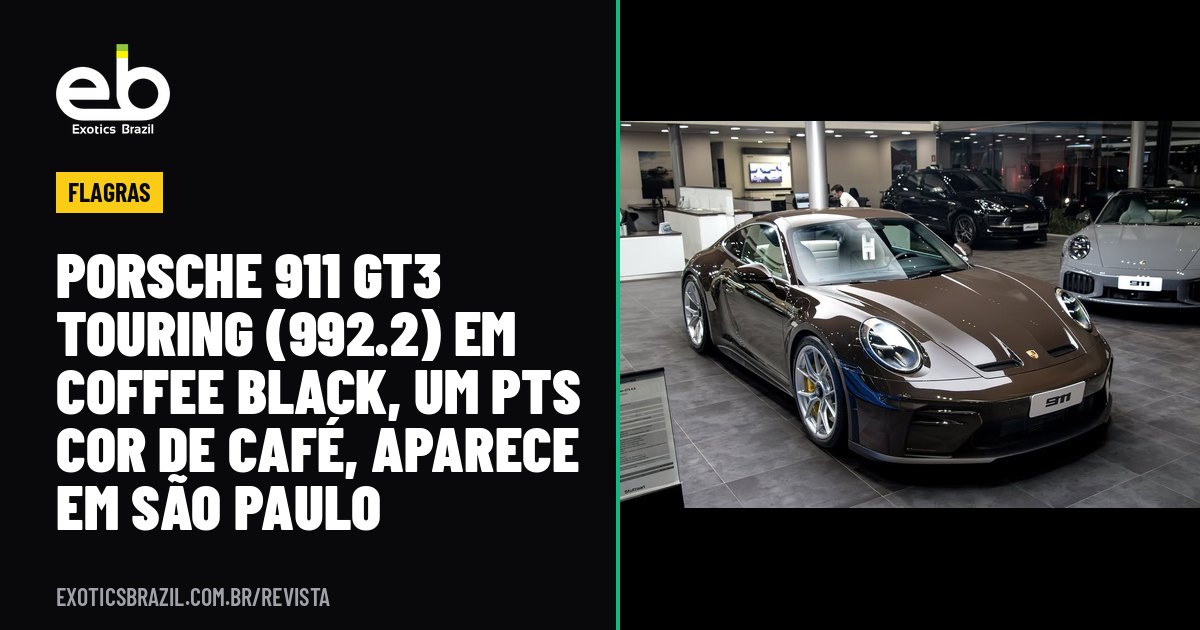 eb
Exotics Brazil
FLAGRAS
PORSCHE 911 GT3
TOURING (992.2) EM
COFFEE BLACK, UM PTS
COR DE CAFÉ, APARECE
EM SÃO PAULO
EXOTICSBRAZIL.COM.BR/REVISTA
H
911
911